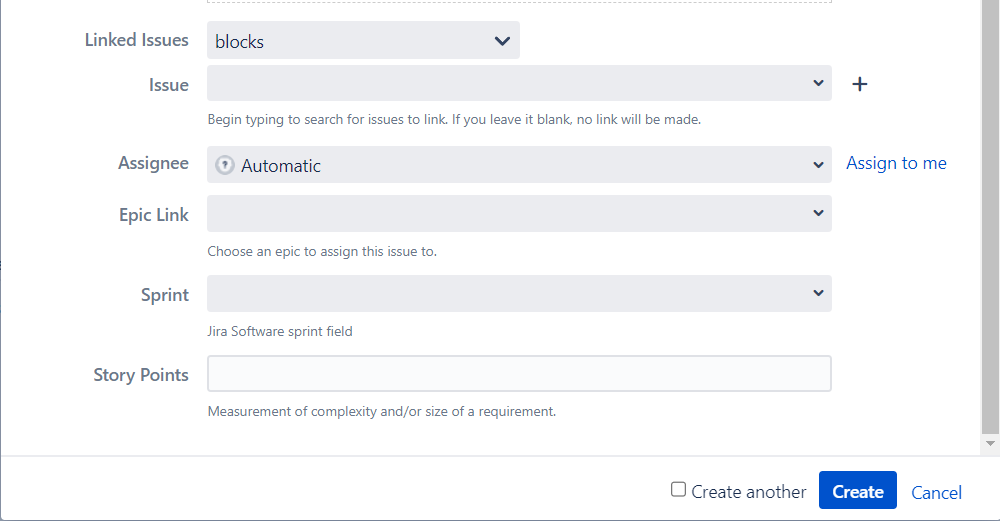 Linked Issues blocks
Issue
Begin typing to search for issues to link. If you leave it blank, no link will be made.
Assignee Automatic Assign to me
Epic Link
Choose an epic to assign this issue to.
Sprint
Jira Software sprint field
Story Points
Measurement of complexity and/or size of a requirement.
Create another Create Cancel